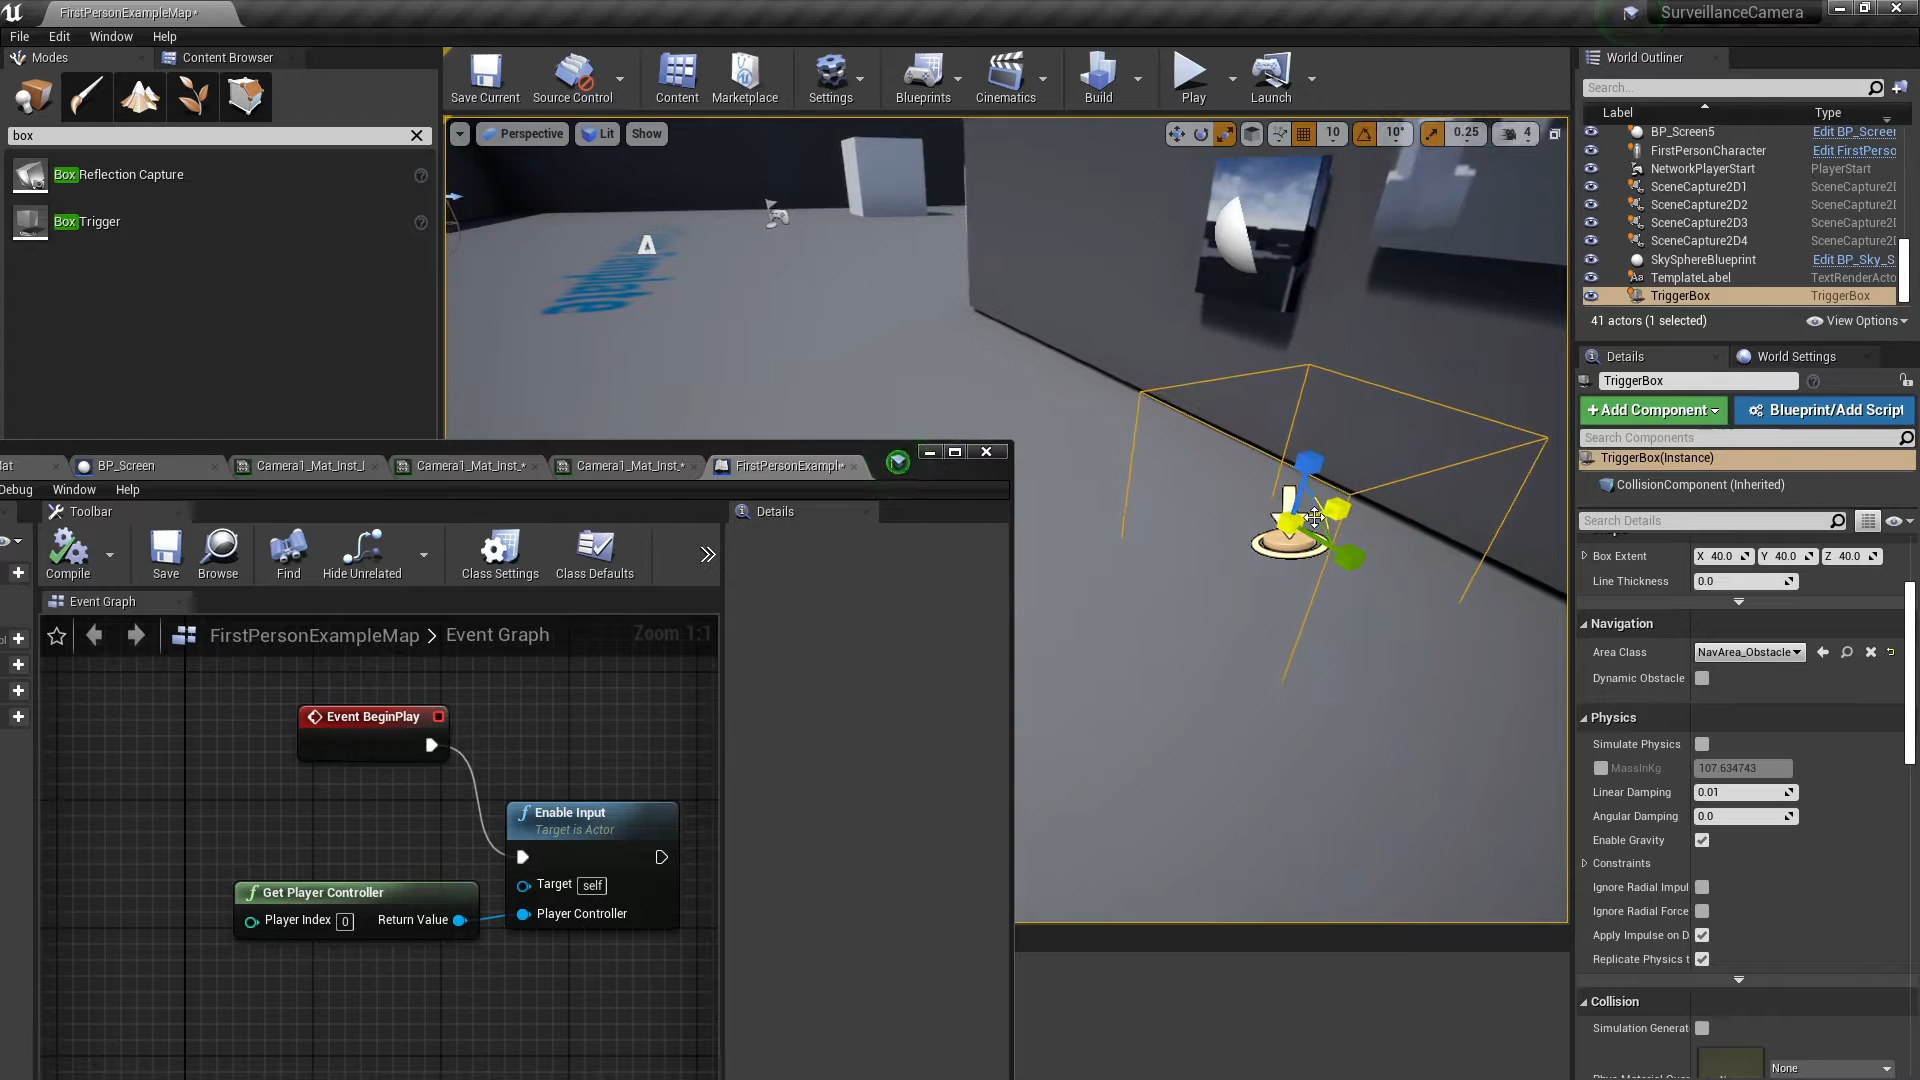 FirstPersonExampleMap*
SurveillanceCamera
File Edit Window Help
Modes
Content Browser
World Outliner
Save Current
Source Control
Content
Marketplace
Settings
Blueprints
Cinematics
Build
Play
Launch
Search...
box
Label Type
Box Reflection Capture
Box Trigger
Perspective
Lit
Show
10
10°
0.25
4
BP_Screen5 Edit BP_Screen
FirstPersonCharacter Edit FirstPerso
NetworkPlayerStart PlayerStart
SceneCapture2D1 SceneCapture2D
SceneCapture2D2 SceneCapture2D
SceneCapture2D3 SceneCapture2D
SceneCapture2D4 SceneCapture2D
SkySphereBlueprint Edit BP_Sky_S
TemplateLabel TextRenderActo
TriggerBox TriggerBox
41 actors (1 selected)
View Options
Details
World Settings
TriggerBox
+Add Component
Blueprint/Add Script
Search Components
TriggerBox(Instance)
CollisionComponent (Inherited)
Search Details
Box Extent X 40.0 Y 40.0 Z 40.0
Line Thickness 0.0
Navigation
Area Class NavArea_Obstacle
Dynamic Obstacle
Physics
Simulate Physics
MassInKg 107.634743
Linear Damping 0.01
Angular Damping 0.0
Enable Gravity
Constraints
Ignore Radial Impul
Ignore Radial Force
Apply Impulse on D
Replicate Physics t
Collision
Simulation Generat
None
Mat
BP_Screen
Camera1_Mat_Inst_I
Camera1_Mat_Inst_*
Camera1_Mat_Inst_*
FirstPersonExampl*
Debug Window Help
Toolbar
Details
Compile
Save
Browse
Find
Hide Unrelated
Class Settings
Class Defaults
Event Graph
FirstPersonExampleMap > Event Graph
Zoom 1:1
Event BeginPlay
Enable Input
Target is Actor
Target self
Player Controller
Get Player Controller
Player Index 0 Return Value